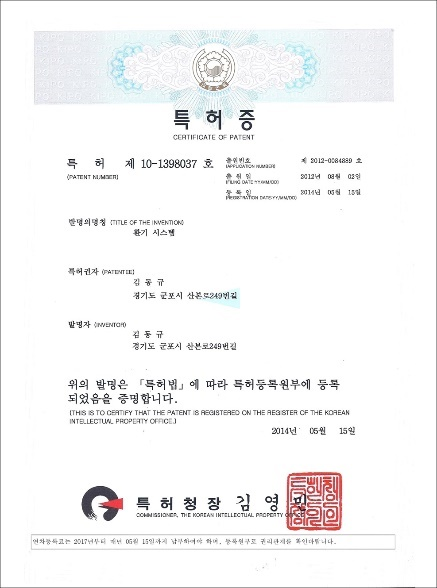 특허증
CERTIFICATE OF PATENT
특 허 제 10-1398037 호
(PATENT NUMBER)
출원번호 제 2012-0084889 호
(APPLICATION NUMBER)
출 원 일 2012년 08월 02일
(FILING DATE:YY/MM/DD)
등 록 일 2014년 05월 15일
(REGISTRATION DATE:YY/MM/DD)
발명의명칭 (TITLE OF THE INVENTION)
환기 시스템
특허권자 (PATENTEE)
김동규
경기도 군포시 산본로249번길
발명자 (INVENTOR)
김동규
경기도 군포시 산본로249번길
위의 발명은 「특허법」에 따라 특허등록원부에 등록
되었음을 증명합니다.
(THIS IS TO CERTIFY THAT THE PATENT IS REGISTERED ON THE REGISTER OF THE KOREAN
INTELLECTUAL PROPERTY OFFICE.)
2014년 05월 15일
특허청장 김영민
COMMISSIONER, THE KOREAN INTELLECTUAL PROPERTY OFFICE
연차등록료는 2017년부터 매년 05월 15일까지 납부하여야 하며, 등록원부로 권리관계를 확인바랍니다.